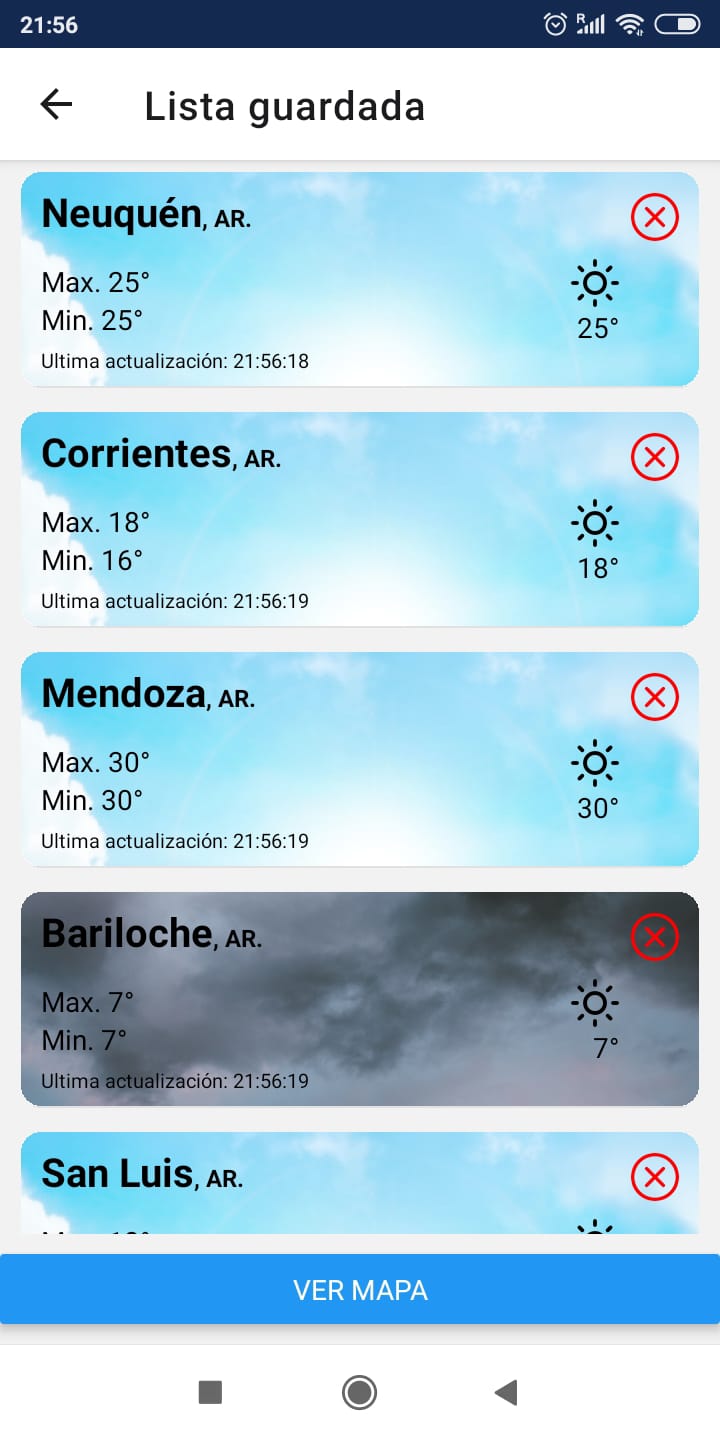 21:56
R
Lista guardada
Neuquén, AR.
Max. 25°
Min. 25°
25°
Ultima actualización: 21:56:18
Corrientes, AR.
Max. 18°
Min. 16°
18°
Ultima actualización: 21:56:19
Mendoza, AR.
Max. 30°
Min. 30°
30°
Ultima actualización: 21:56:19
Bariloche, AR.
Max. 7°
Min. 7°
7°
Ultima actualización: 21:56:19
San Luis, AR.
VER MAPA